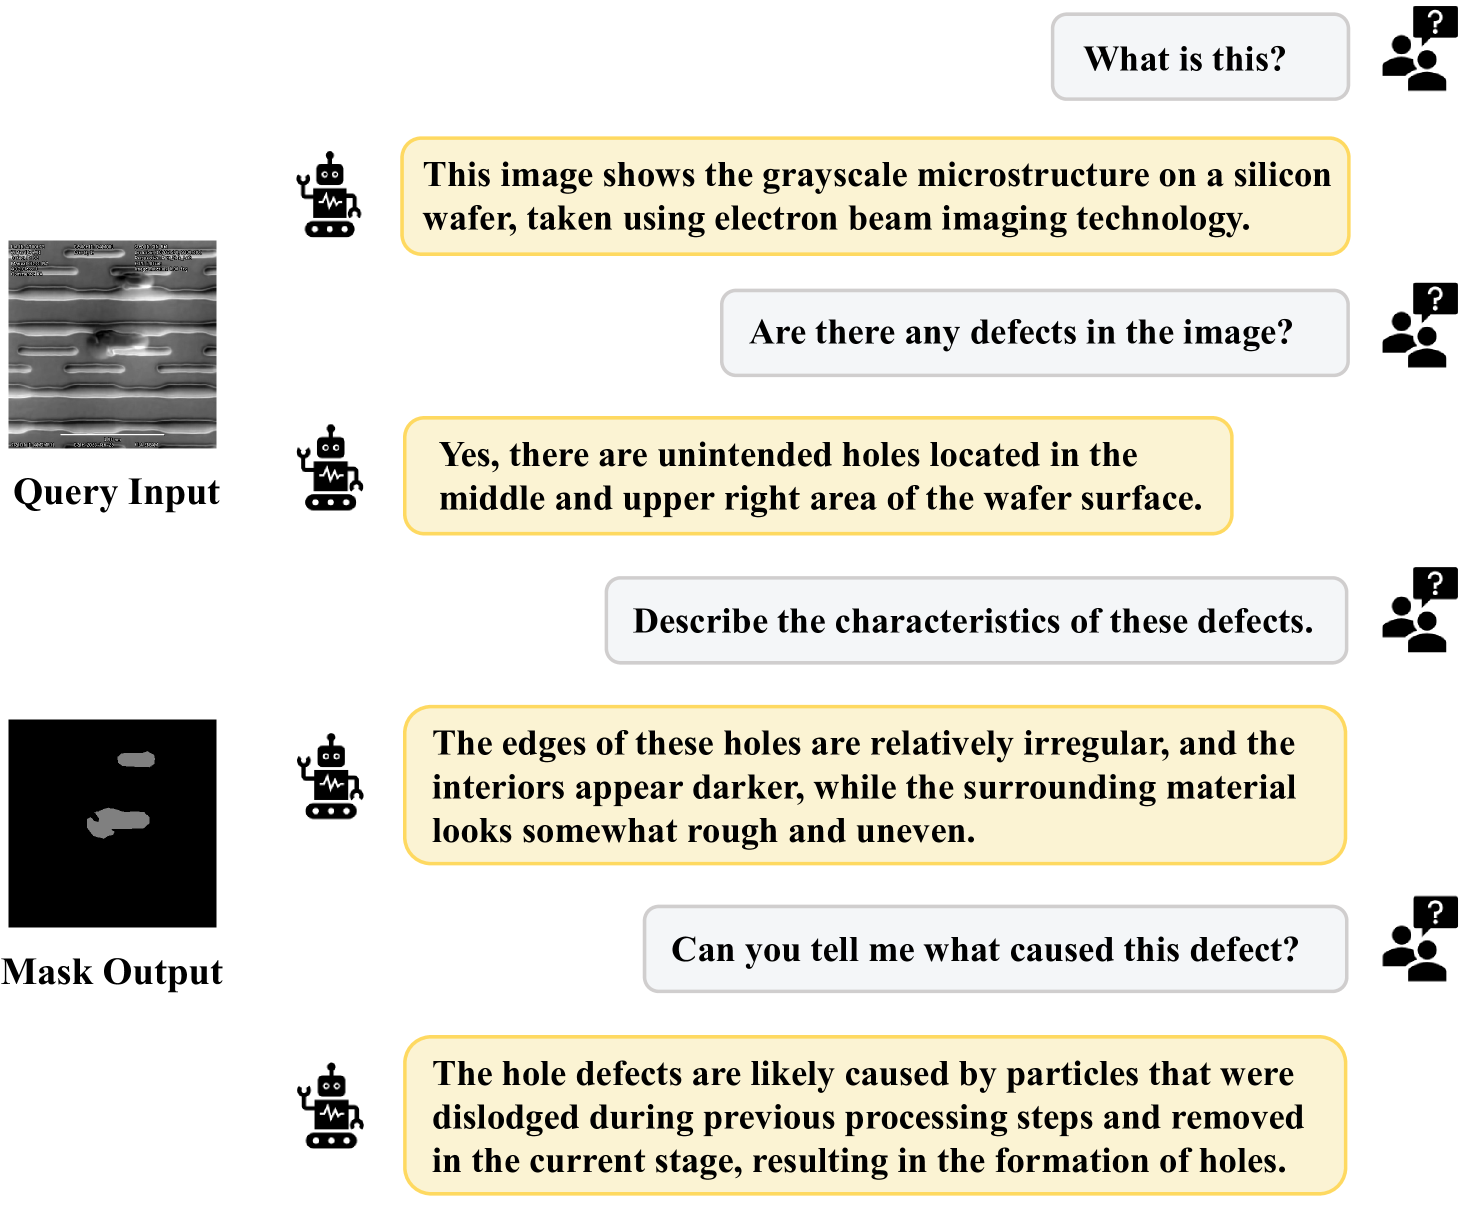 What is this?
This image shows the grayscale microstructure on a silicon
wafer, taken using electron beam imaging technology.
Are there any defects in the image?
Query Input
Yes, there are unintended holes located in the
middle and upper right area of the wafer surface.
Describe the characteristics of these defects.
The edges of these holes are relatively irregular, and the
interiors appear darker, while the surrounding material
looks somewhat rough and uneven.
Mask Output
Can you tell me what caused this defect?
The hole defects are likely caused by particles that were
dislodged during previous processing steps and removed
in the current stage, resulting in the formation of holes.